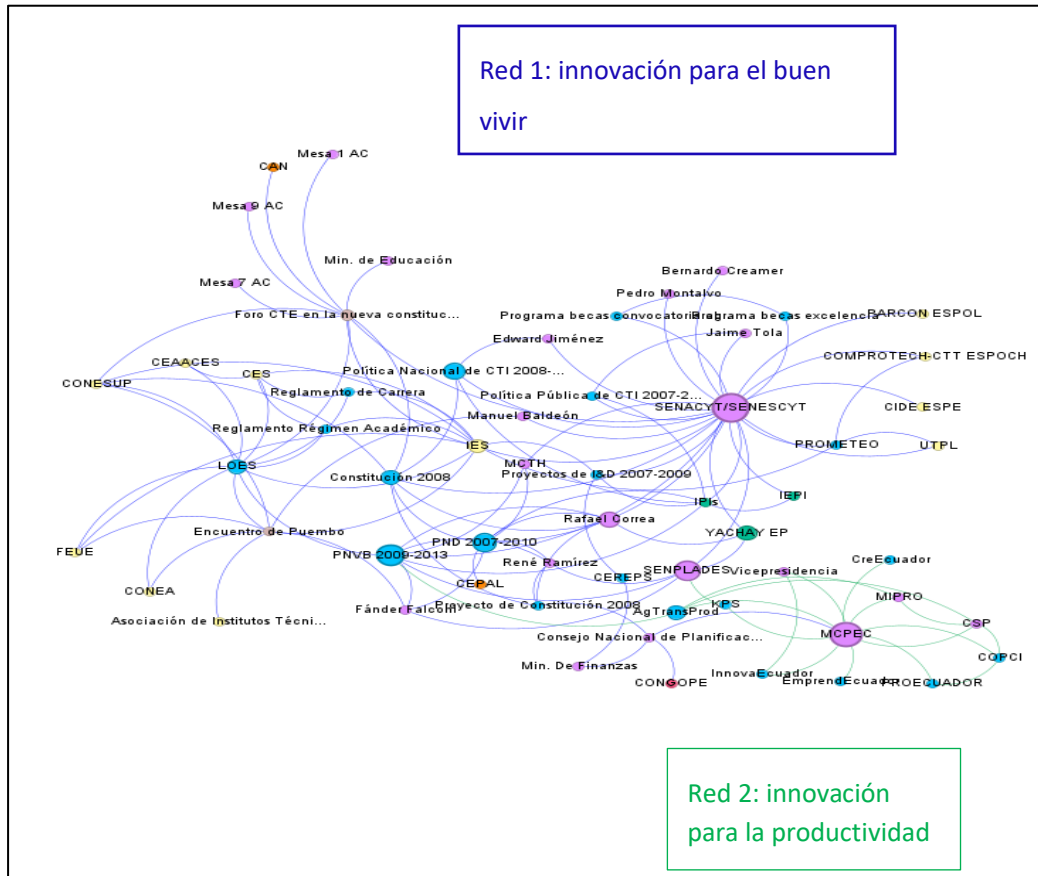 Red 1: innovación para el buen
vivir
Mesa 1 AC
CAN
Mesa 9 AC
Min. de Educación
Mesa 7 AC
Bernardo Creamer
Pedro Montalvo
Foro CTE en la nueva constituc...
Programa becas convocatoria
Programa becas excelencia
PARCON ESPOL
Edward Jiménez
Jaime Tola
CEAACES
CES
Política Nacional de CTI 2008-...
COMPROTECH-CTT ESPOCH
CONESUP
Reglamento de Carrera
Política Pública de CTI 2007-2...
SENACYT/SENESCYT
CIDE ESPE
Manuel Baldeón
Reglamento Régimen Académico
IES
PROMETEO
UTPL
LOES
MCTH
Constitución 2008
Proyectos de I&D 2007-2009
IPIs
IEPI
Rafael Correa
Encuentro de Puembo
YACHAY EP
FEUE
PND 2007-2010
PNVB 2009-2013
René Ramírez
SENPLADES
Vicepresidencia
CreEcuador
CONEA
CEPAL
CEREPS
MIPRO
Fánder Falconí
Proyecto de Constitución 2008
AgTransProd
KPS
Asociación de Institutos Técni...
CSP
Consejo Nacional de Planificac...
MCPEC
COPCI
Min. De Finanzas
CONGOPE
InnovaEcuador
EmprendEcuador
PROECUADOR
Red 2: innovación
para la productividad